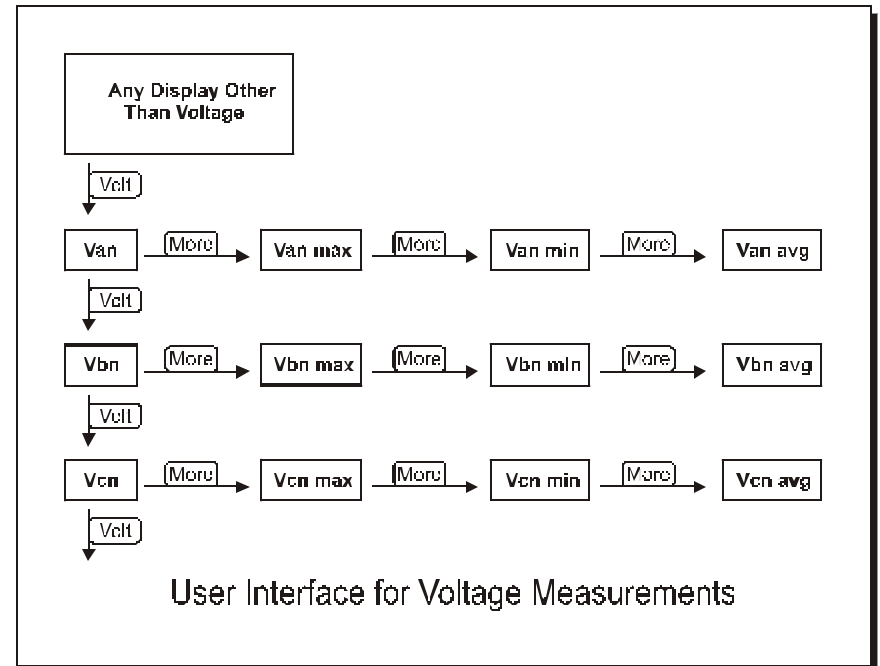 Any Display Other
Than Voltage
Volt
Van More Van max More Van min More Van avg
Volt
Vbn More Vbn max More Vbn min More Vbn avg
Volt
Vcn More Vcn max More Vcn min More Vcn avg
Volt
User Interface for Voltage Measurements